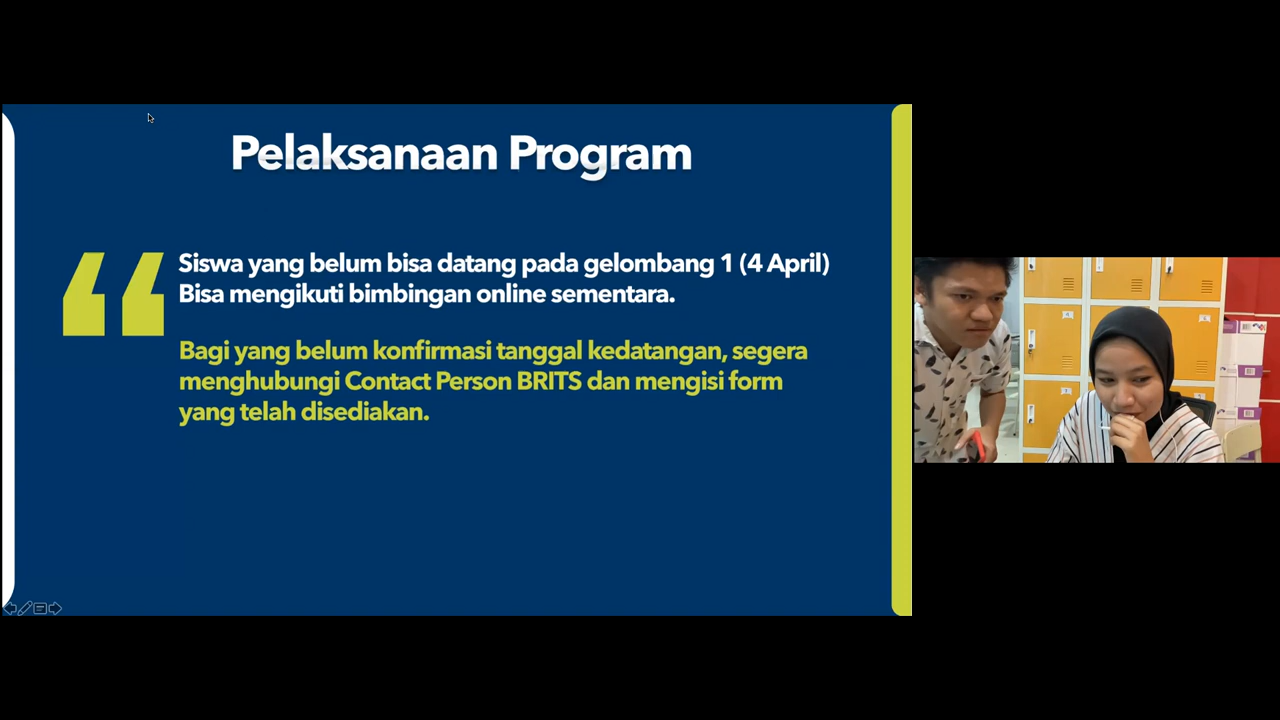 Pelaksanaan Program
Siswa yang belum bisa datang pada gelombang 1 (4 April)
Bisa mengikuti bimbingan online sementara.
Bagi yang belum konfirmasi tanggal kedatangan, segera
menghubungi Contact Person BRITS dan mengisi form
yang telah disediakan.